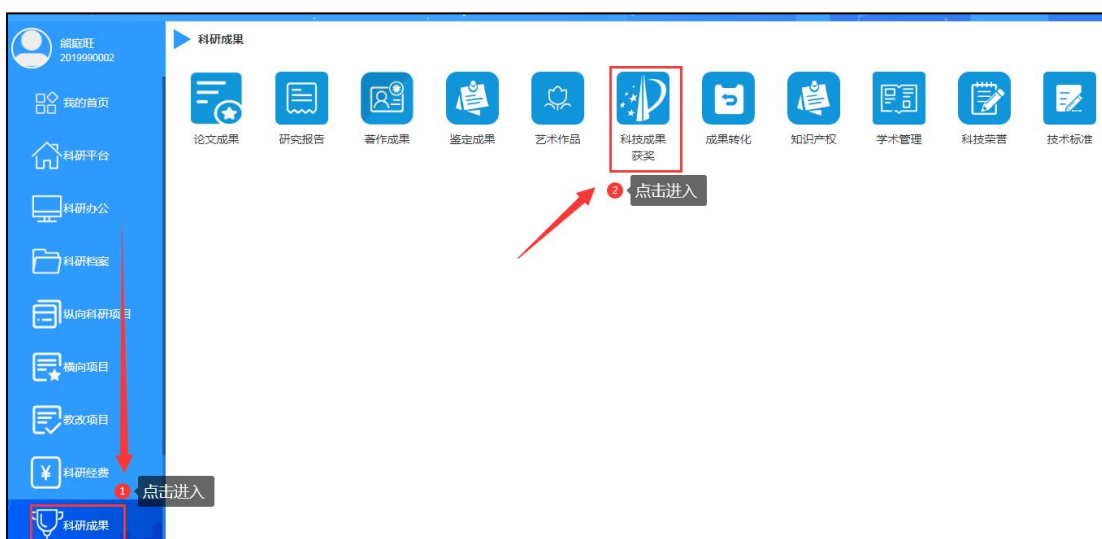 熊庭旺
2019990002
我的首页
科研平台
科研办公
科研档案
纵向科研项目
横向项目
教改项目
科研经费
1 点击进入
科研成果
科研成果
论文成果
研究报告
著作成果
鉴定成果
艺术作品
科技成果
获奖
成果转化
知识产权
学术管理
科技荣誉
技术标准
2 点击进入